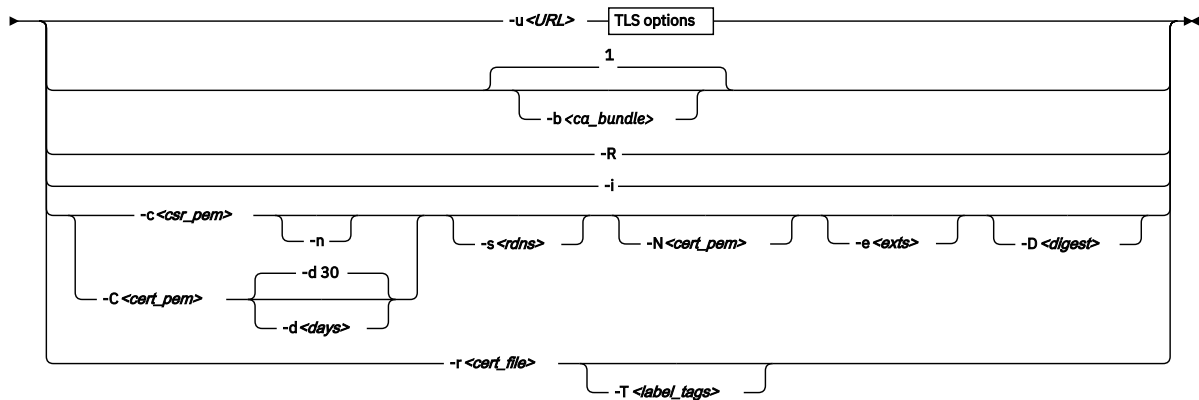 -u <URL> TLS options
1
-b <ca_bundle>
-R
-i
-c <csr_pem>
-n
-s <rdns>
-N <cert_pem>
-e <exts>
-D <digest>
-d 30
-C <cert_pem>
-d <days>
-r <cert_file>
-T <label_tags>